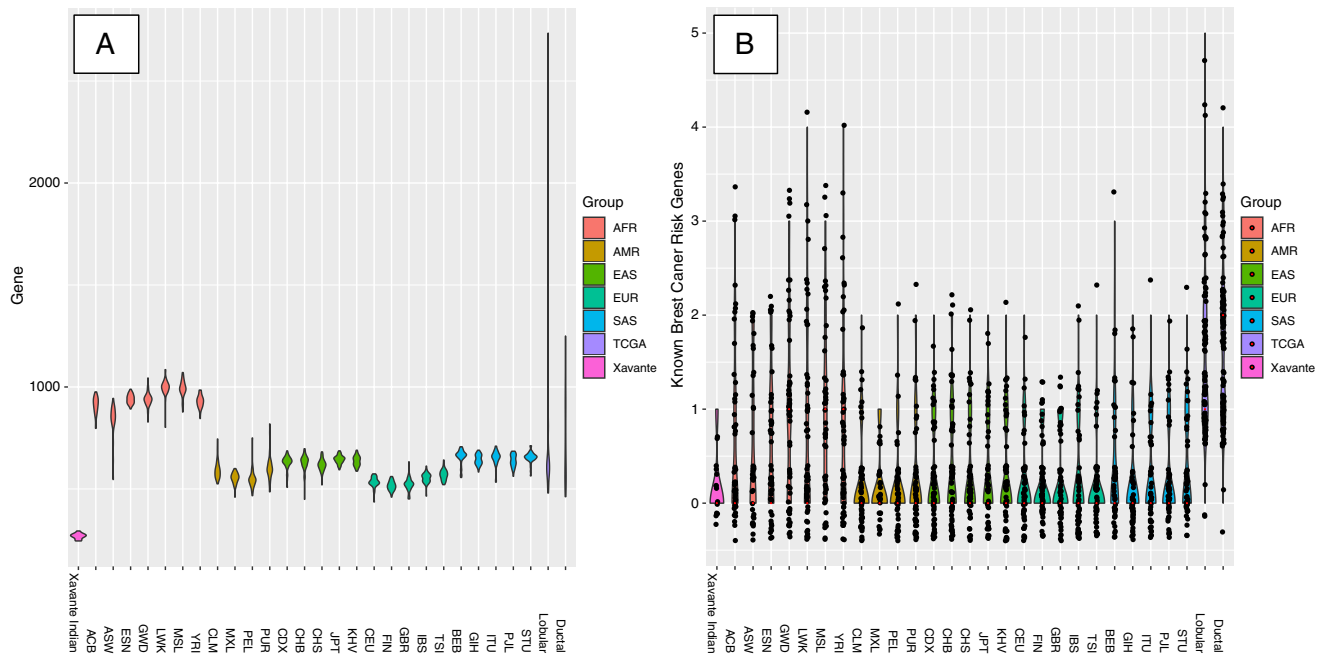 A
Gene
2000
1000
Xavante Indian
ACB
ASW
ESN
GWD
LWK
MSL
YRI
CLM
MXL
PEL
PUR
CDX
CHB
CHS
JPT
KHV
CEU
FIN
GBR
IBS
TSI
BEB
GIH
ITU
PJL
STU
Lobular
Ductal
Group
AFR
AMR
EAS
EUR
SAS
TCGA
Xavante
B
Known Brest Caner Risk Genes
5
4
3
2
1
0
Xavante
Indian
ACB
ASW
ESN
GWD
LWK
MSL
YRI
CLM
MXL
PEL
PUR
CDX
CHB
CHS
JPT
KHV
CEU
FIN
GBR
IBS
TSI
BEB
GIH
ITU
PJL
STU
Lobular
Ductal
Group
AFR
AMR
EAS
EUR
SAS
TCGA
Xavante